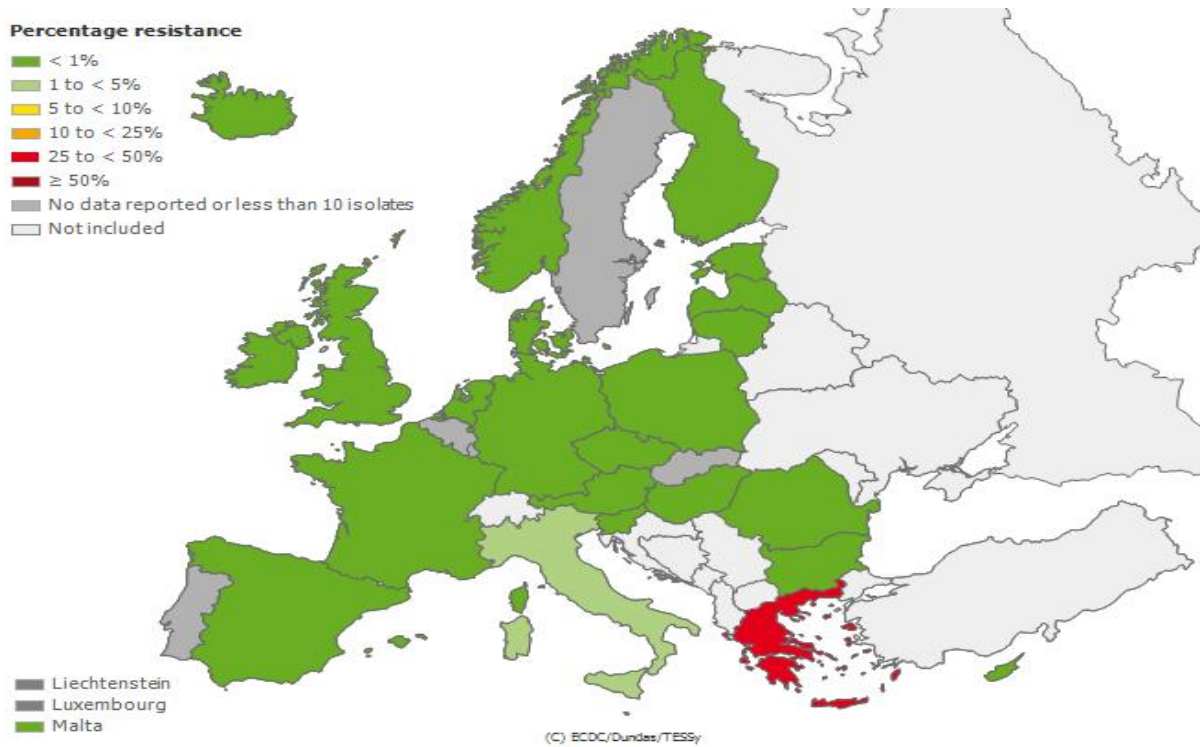 Percentage resistance
< 1%
1 to < 5%
5 to < 10%
10 to < 25%
25 to < 50%
≥ 50%
No data reported or less than 10 isolates
Not included
Liechtenstein
Luxembourg
Malta
(C) ECDC/Dundas/TESSy